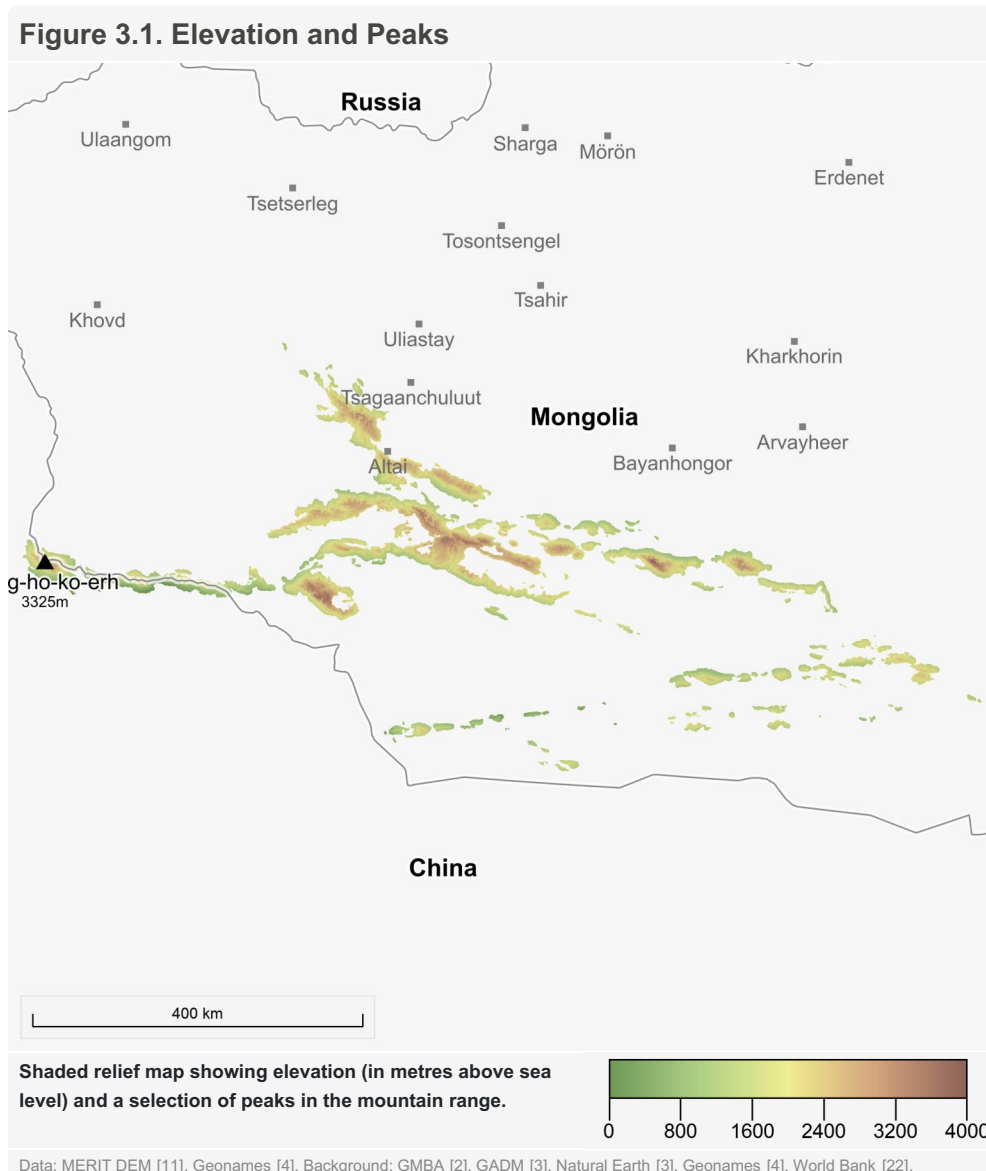 Figure 3.1. Elevation and Peaks
Russia
Ulaangom
Sharga
Mörön
Erdenet
Tsetserleg
Tosontsengel
Tsahir
Khovd
Uliastay
Kharkhorin
Tsagaanchuluut
Mongolia
Arvayheer
Altai
Bayanhongor
g-ho-ko-erh
3325m
China
400 km
Shaded relief map showing elevation (in metres above sea
level) and a selection of peaks in the mountain range.
0 800 1600 2400 3200 4000
Data: MERIT DEM [11], Geonames [4]. Background: GMBA [2], GADM [3], Natural Earth [3], Geonames [4], World Bank [22].